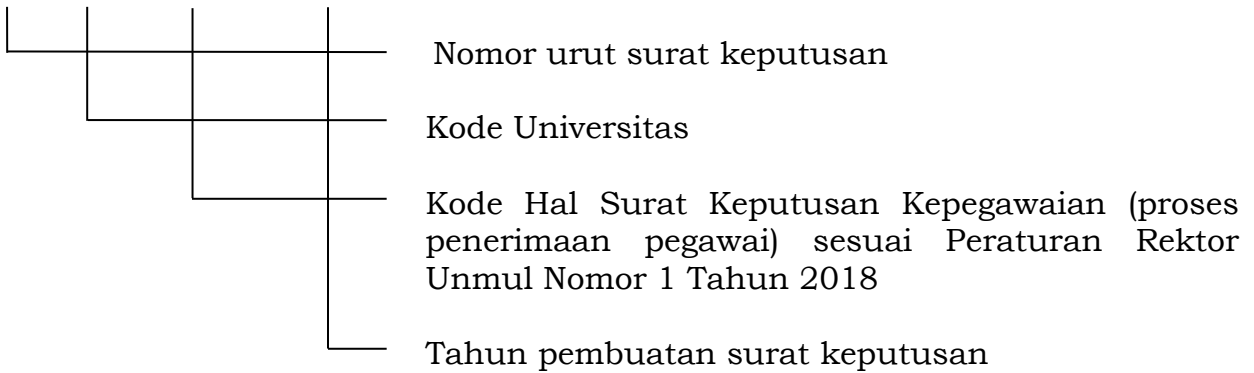 Nomor urut surat keputusan
Kode Universitas
Kode Hal Surat Keputusan Kepegawaian (proses
penerimaan pegawai) sesuai Peraturan Rektor
Unmul Nomor 1 Tahun 2018
Tahun pembuatan surat keputusan